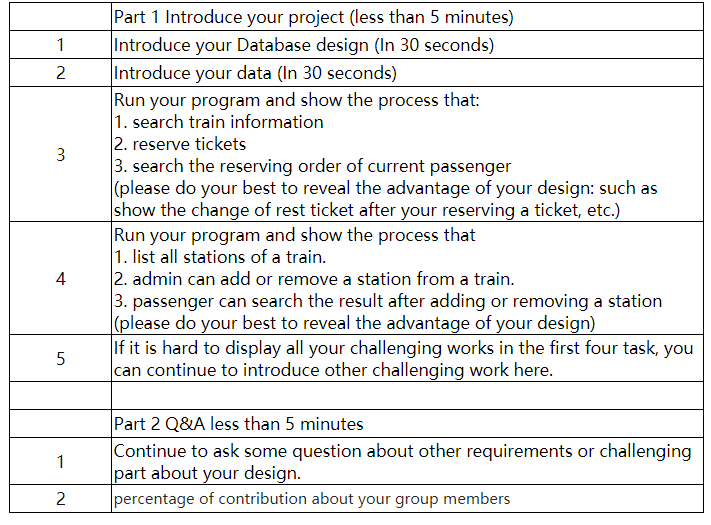 Part 1 Introduce your project (less than 5 minutes)
1 Introduce your Database design (In 30 seconds)
2 Introduce your data (In 30 seconds)
3
Run your program and show the process that:
1. search train information
2. reserve tickets
3. search the reserving order of current passenger
(please do your best to reveal the advantage of your design: such as
show the change of rest ticket after your reserving a ticket, etc.)
4
Run your program and show the process that
1. list all stations of a train.
2. admin can add or remove a station from a train.
3. passenger can search the result after adding or removing a station
(please do your best to reveal the advantage of your design)
5
If it is hard to display all your challenging works in the first four task, you
can continue to introduce other challenging work here.
Part 2 Q&A less than 5 minutes
1
Continue to ask some question about other requirements or challenging
part about your design.
2 percentage of contribution about your group members